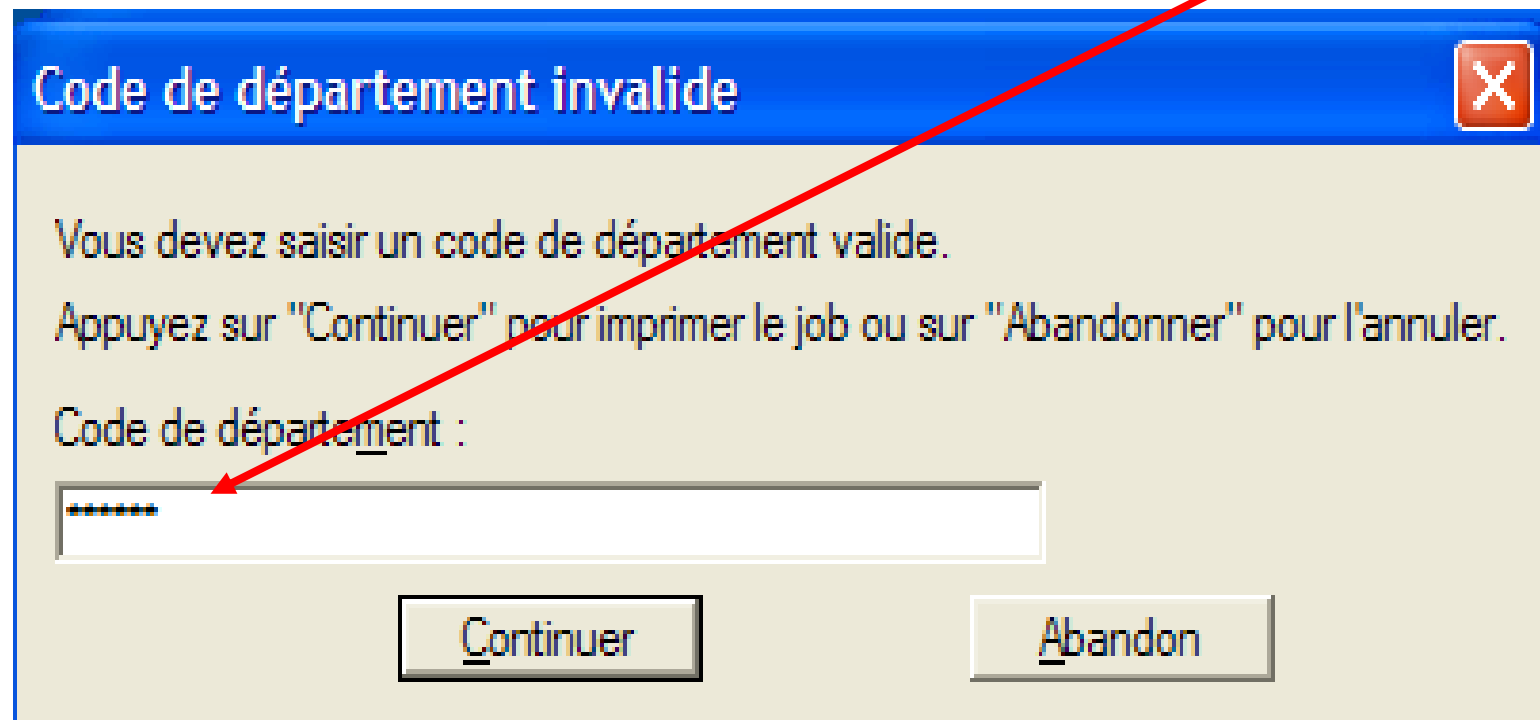 Code de département invalide
Vous devez saisir un code de département valide.
Appuyez sur "Continuer" pour imprimer le job ou sur "Abandonner" pour l'annuler.
Code de département :
******
Continuer
Abandon